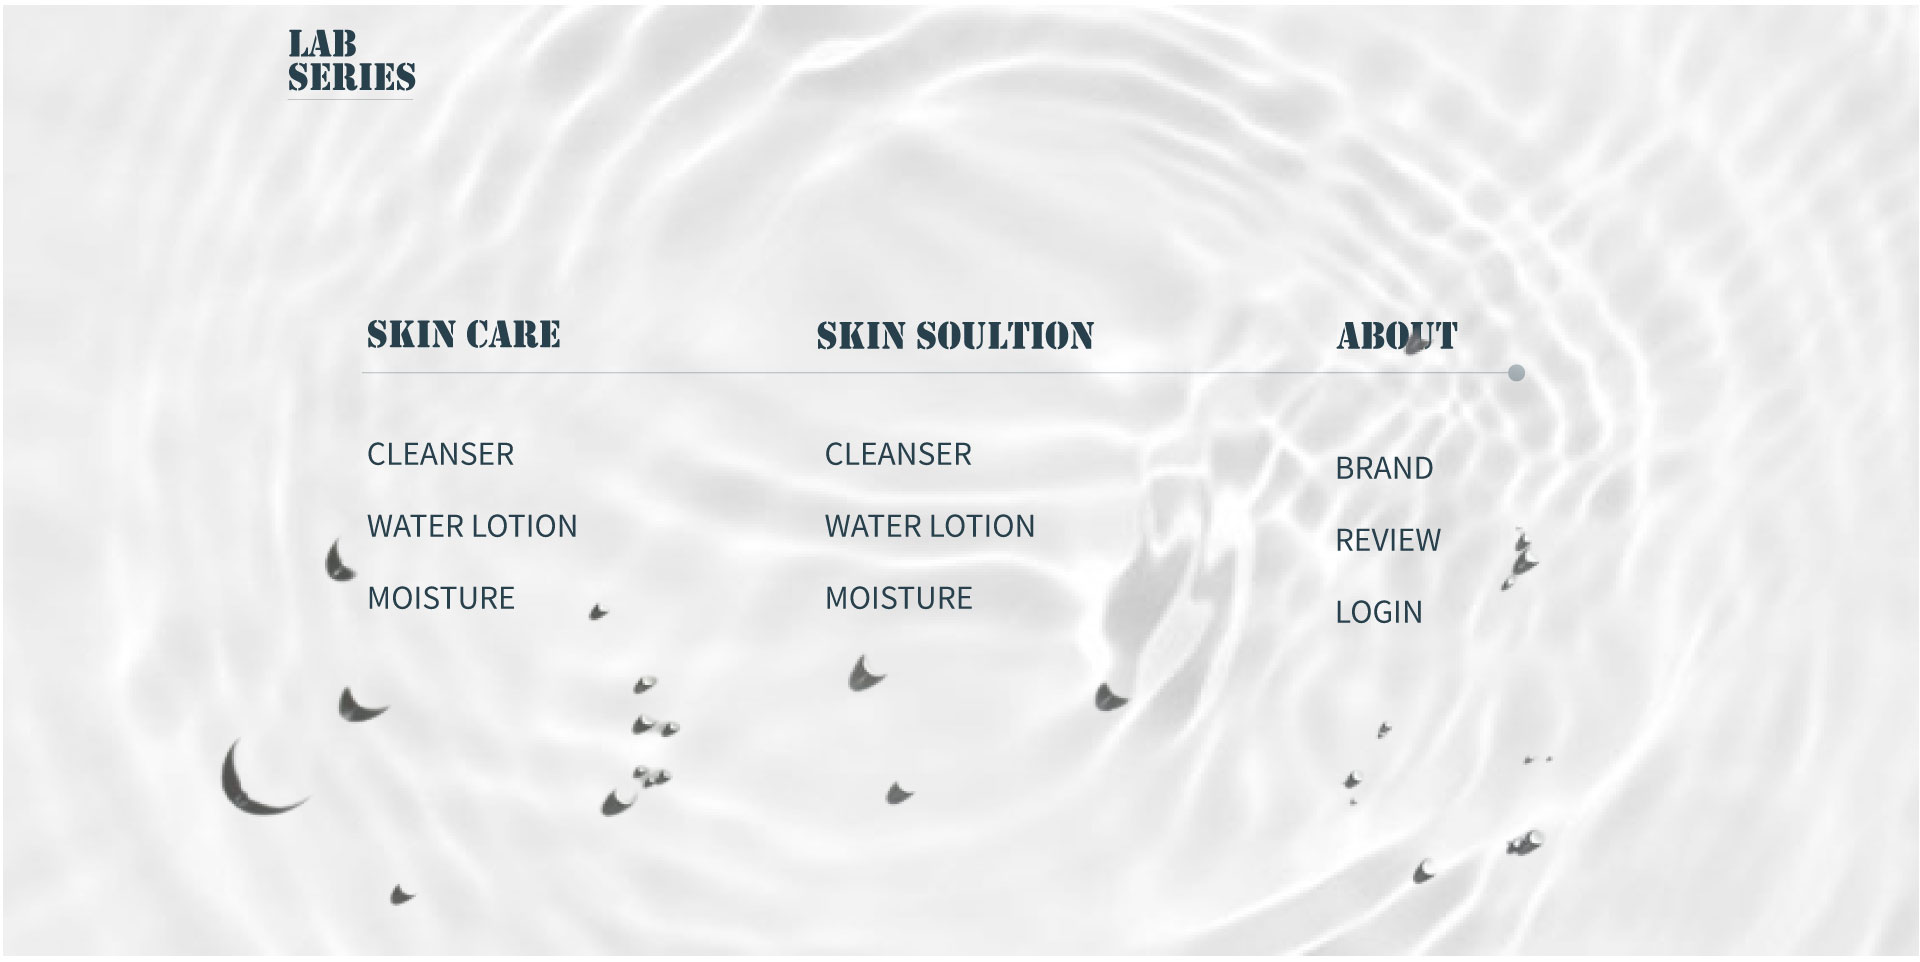 LAB
SERIES
SKIN CARE
SKIN SOULTION
ABOUT
CLEANSER
WATER LOTION
MOISTURE
CLEANSER
WATER LOTION
MOISTURE
BRAND
REVIEW
LOGIN